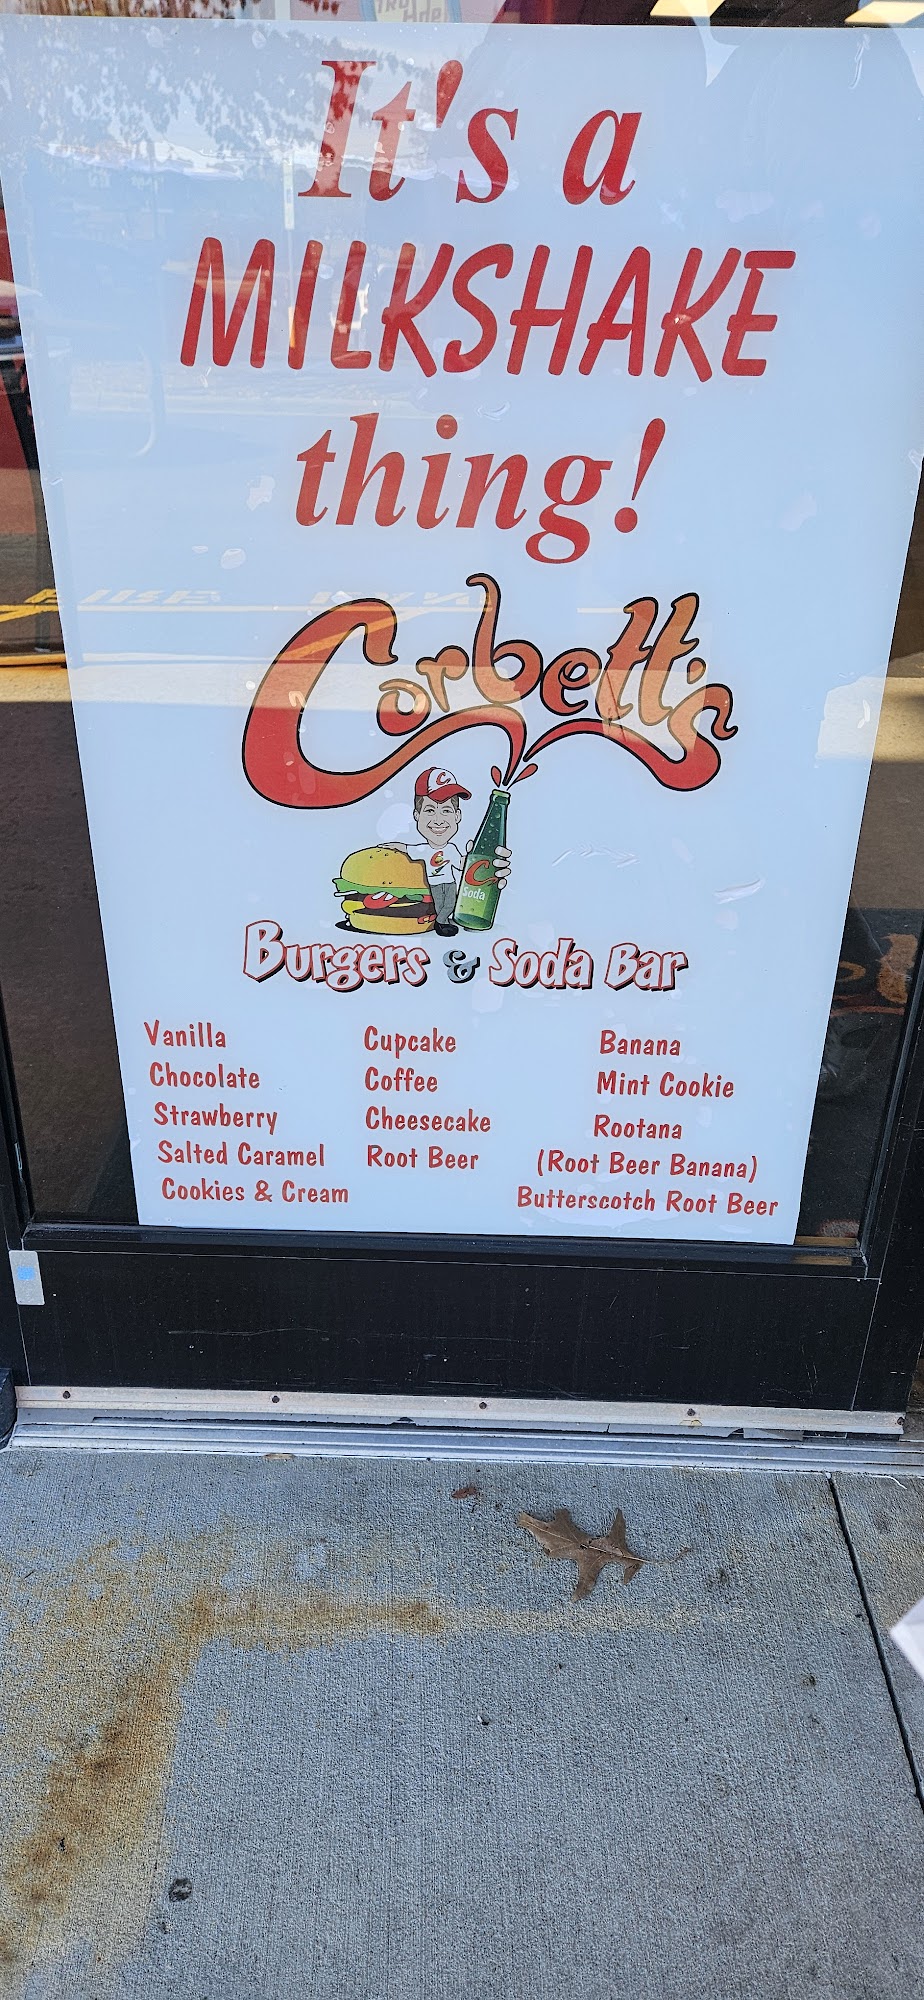 It's a
MILKSHAKE
thing!
Corbett's
C
C
C
Soda
Burgers & Soda Bar
Vanilla
Chocolate
Strawberry
Salted Caramel
Cookies & Cream
Cupcake
Coffee
Cheesecake
Root Beer
Banana
Mint Cookie
Rootana
(Root Beer Banana)
Butterscotch Root Beer